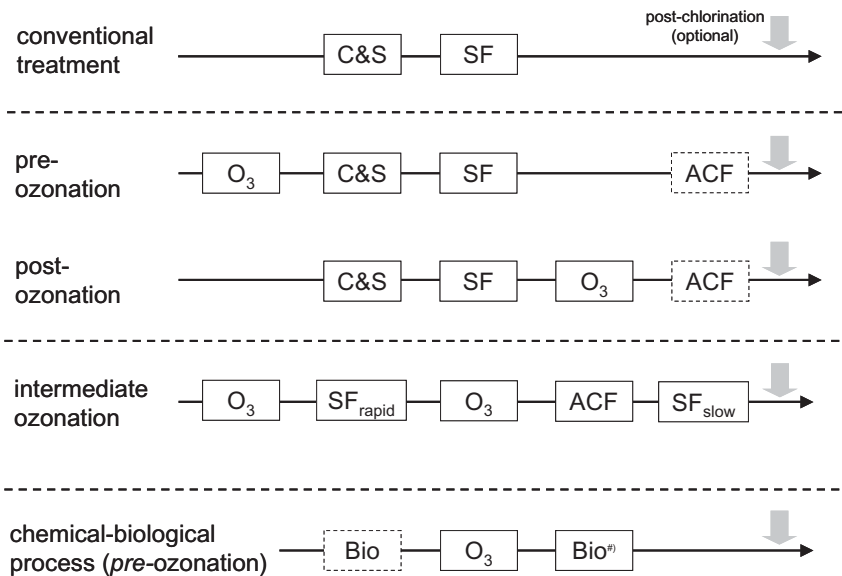 post-chlorination
(optional)
conventional
treatment
C&S SF
pre-
ozonation
O3 C&S SF ACF
post-
ozonation
C&S SF O3 ACF
intermediate
ozonation
O3 SFrapid O3 ACF SFslow
chemical-biological
process (pre-ozonation)
Bio O3 Bio#)